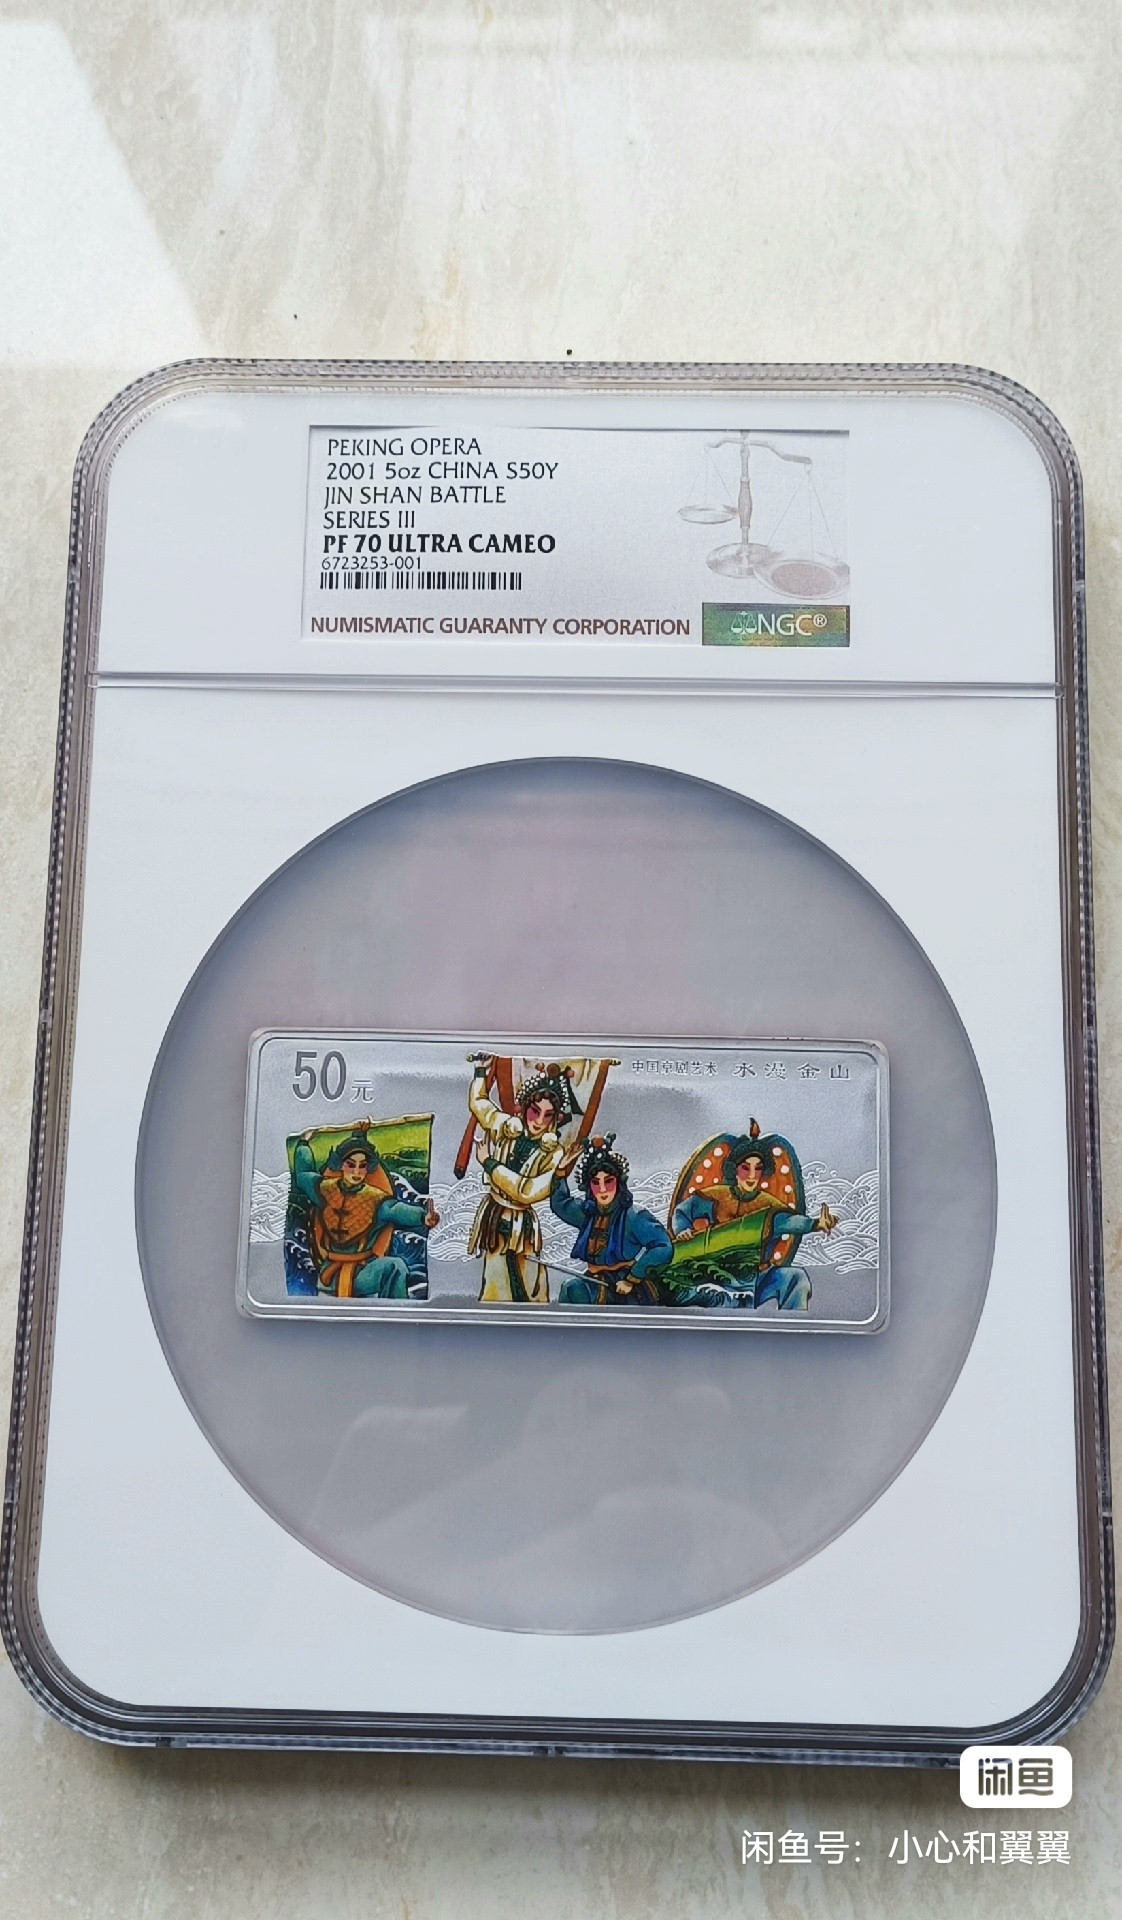 PEKING OPERA
2001 5oz CHINA S50Y
JIN SHAN BATTLE
SERIES III
PF 70 ULTRA CAMEO
6723253-001
NUMISMATIC GUARANTY CORPORATION
NGC®
50元
中国京剧艺术 水漫金山
闲鱼
闲鱼号：小心和翼翼